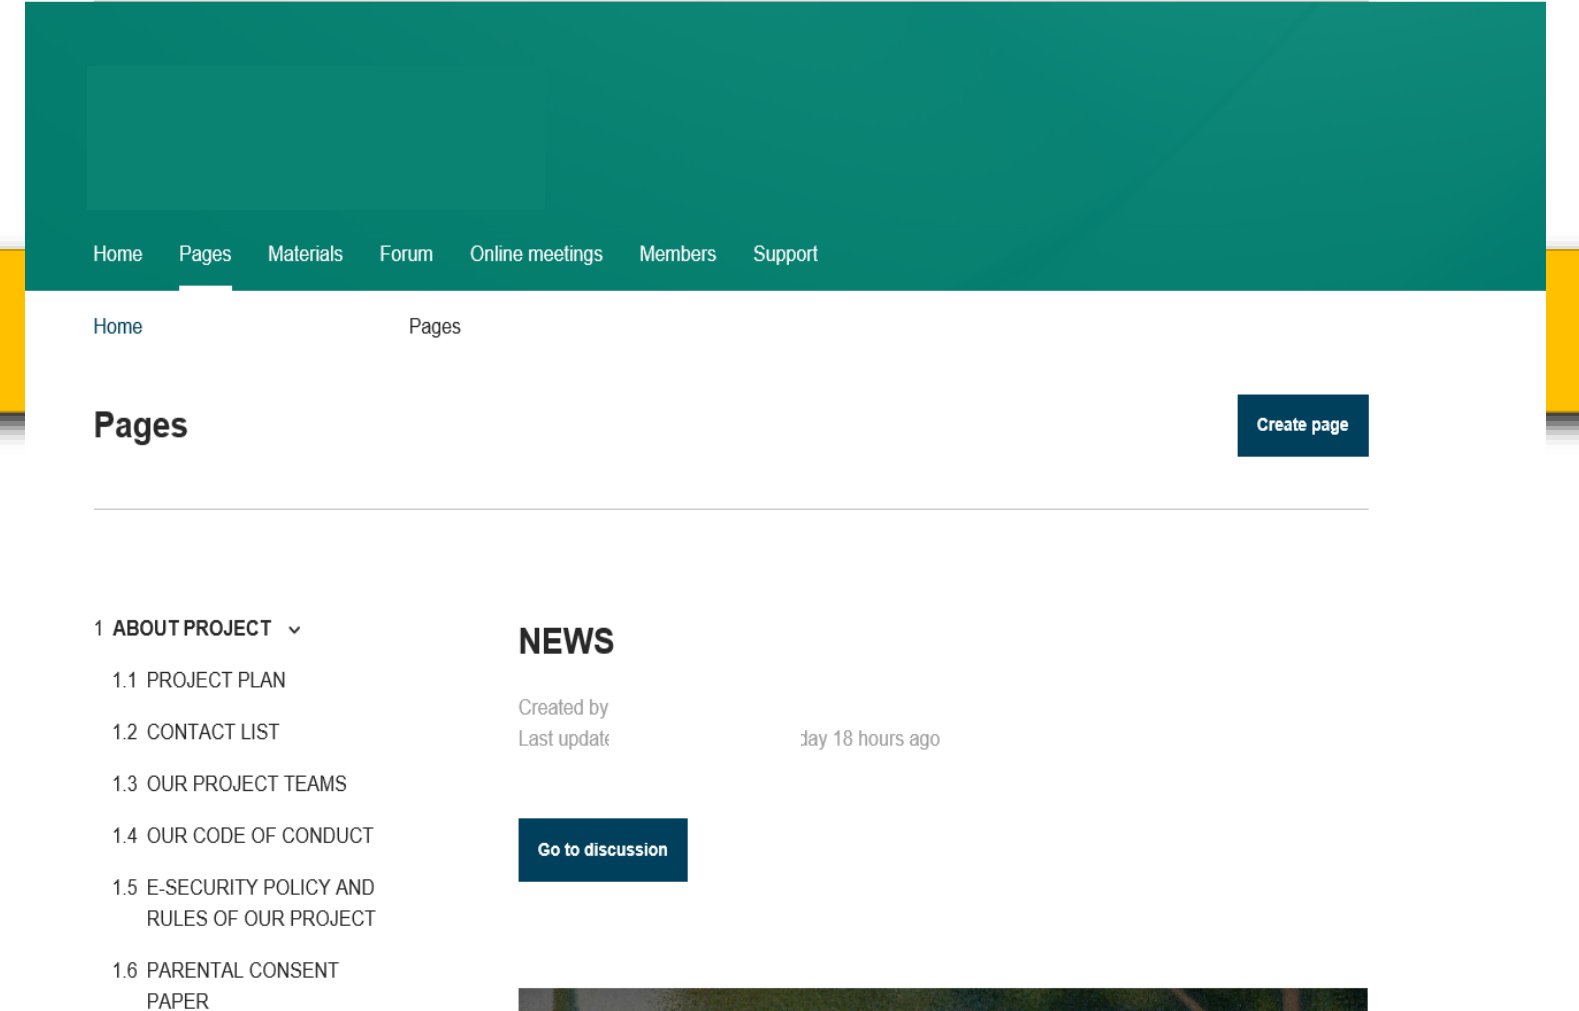 Home Pages Materials Forum Online meetings Members Support
Home Pages
Pages
Create page
1 ABOUT PROJECT
1.1 PROJECT PLAN
1.2 CONTACT LIST
1.3 OUR PROJECT TEAMS
1.4 OUR CODE OF CONDUCT
1.5 E-SECURITY POLICY AND
RULES OF OUR PROJECT
1.6 PARENTAL CONSENT
PAPER
NEWS
Created by
Last update day 18 hours ago
Go to discussion